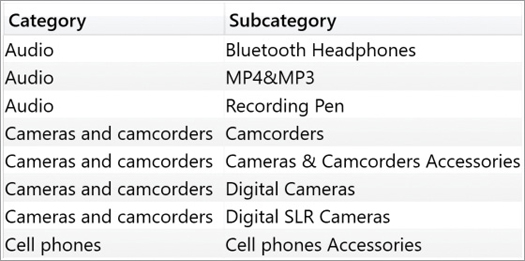 Category Subcategory
Audio Bluetooth Headphones
Audio MP4&MP3
Audio Recording Pen
Cameras and camcorders Camcorders
Cameras and camcorders Cameras & Camcorders Accessories
Cameras and camcorders Digital Cameras
Cameras and camcorders Digital SLR Cameras
Cell phones Cell phones Accessories